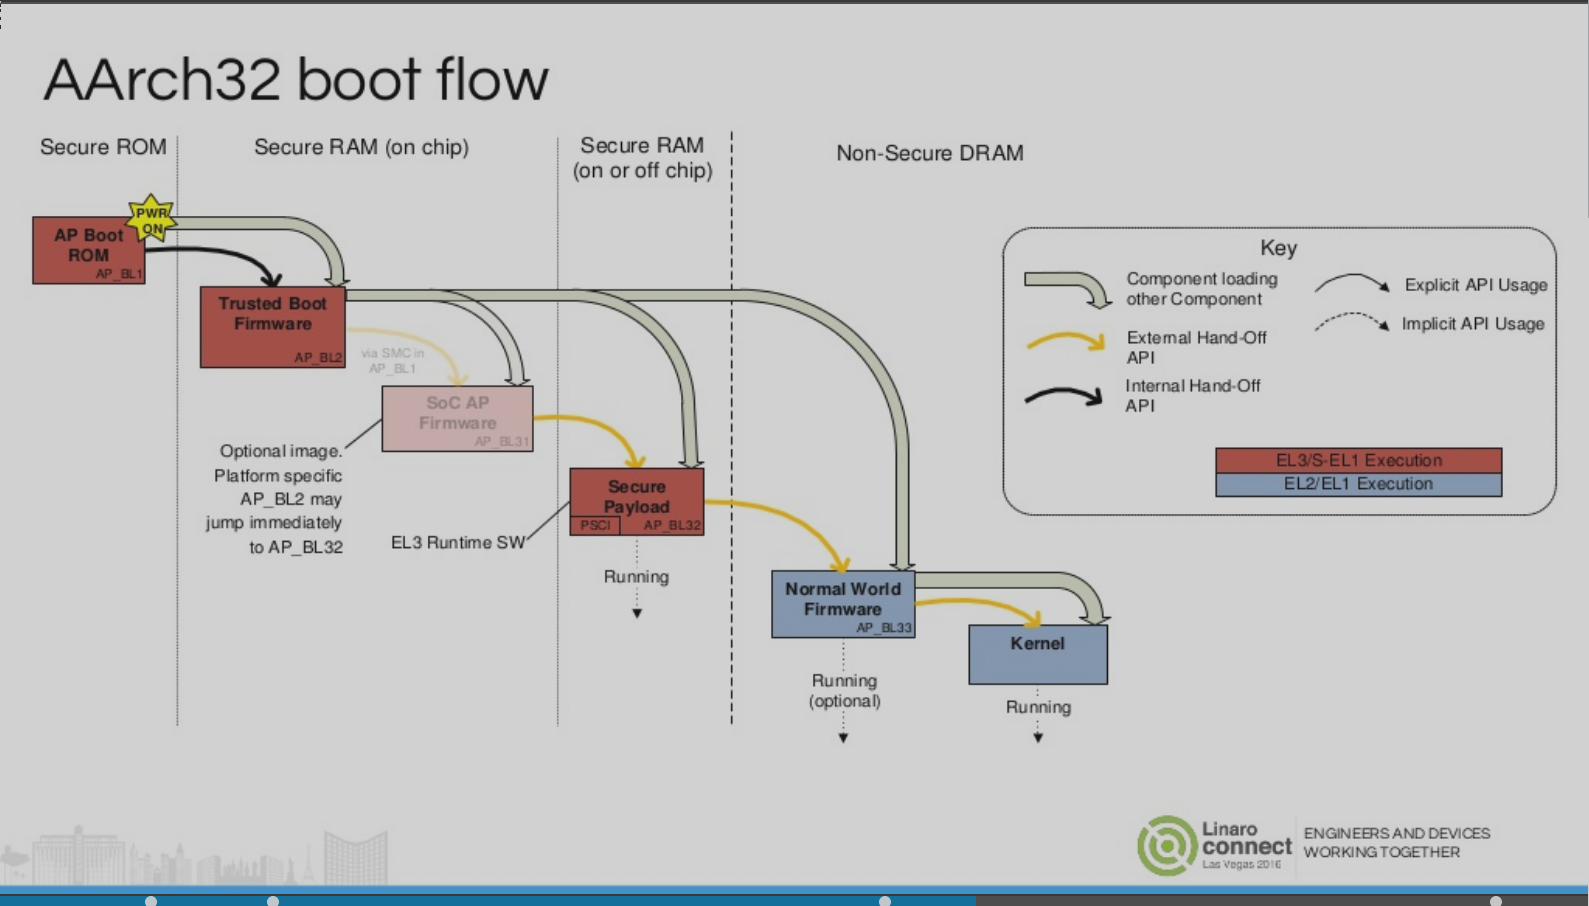 AArch32 boot flow
Secure ROM
Secure RAM (on chip)
Secure RAM
(on or off chip)
Non-Secure DRAM
PWR
ON
AP Boot
ROM
AP_BL1
Trusted Boot
Firmware
AP_BL2
via SMC in
AP_BL1
SoC AP
Firmware
AP_BL31
Optional image.
Platform specific
AP_BL2 may
jump immediately
to AP_BL32
EL3 Runtime SW
Secure
Payload
PSCI
AP_BL32
Running
Normal World
Firmware
AP_BL33
Running
(optional)
Kernel
Running
Key
Component loading
other Component
External Hand-Off
API
Internal Hand-Off
API
Explicit API Usage
Implicit API Usage
EL3/S-EL1 Execution
EL2/EL1 Execution
Linaro
connect
Las Vegas 2016
ENGINEERS AND DEVICES
WORKING TOGETHER